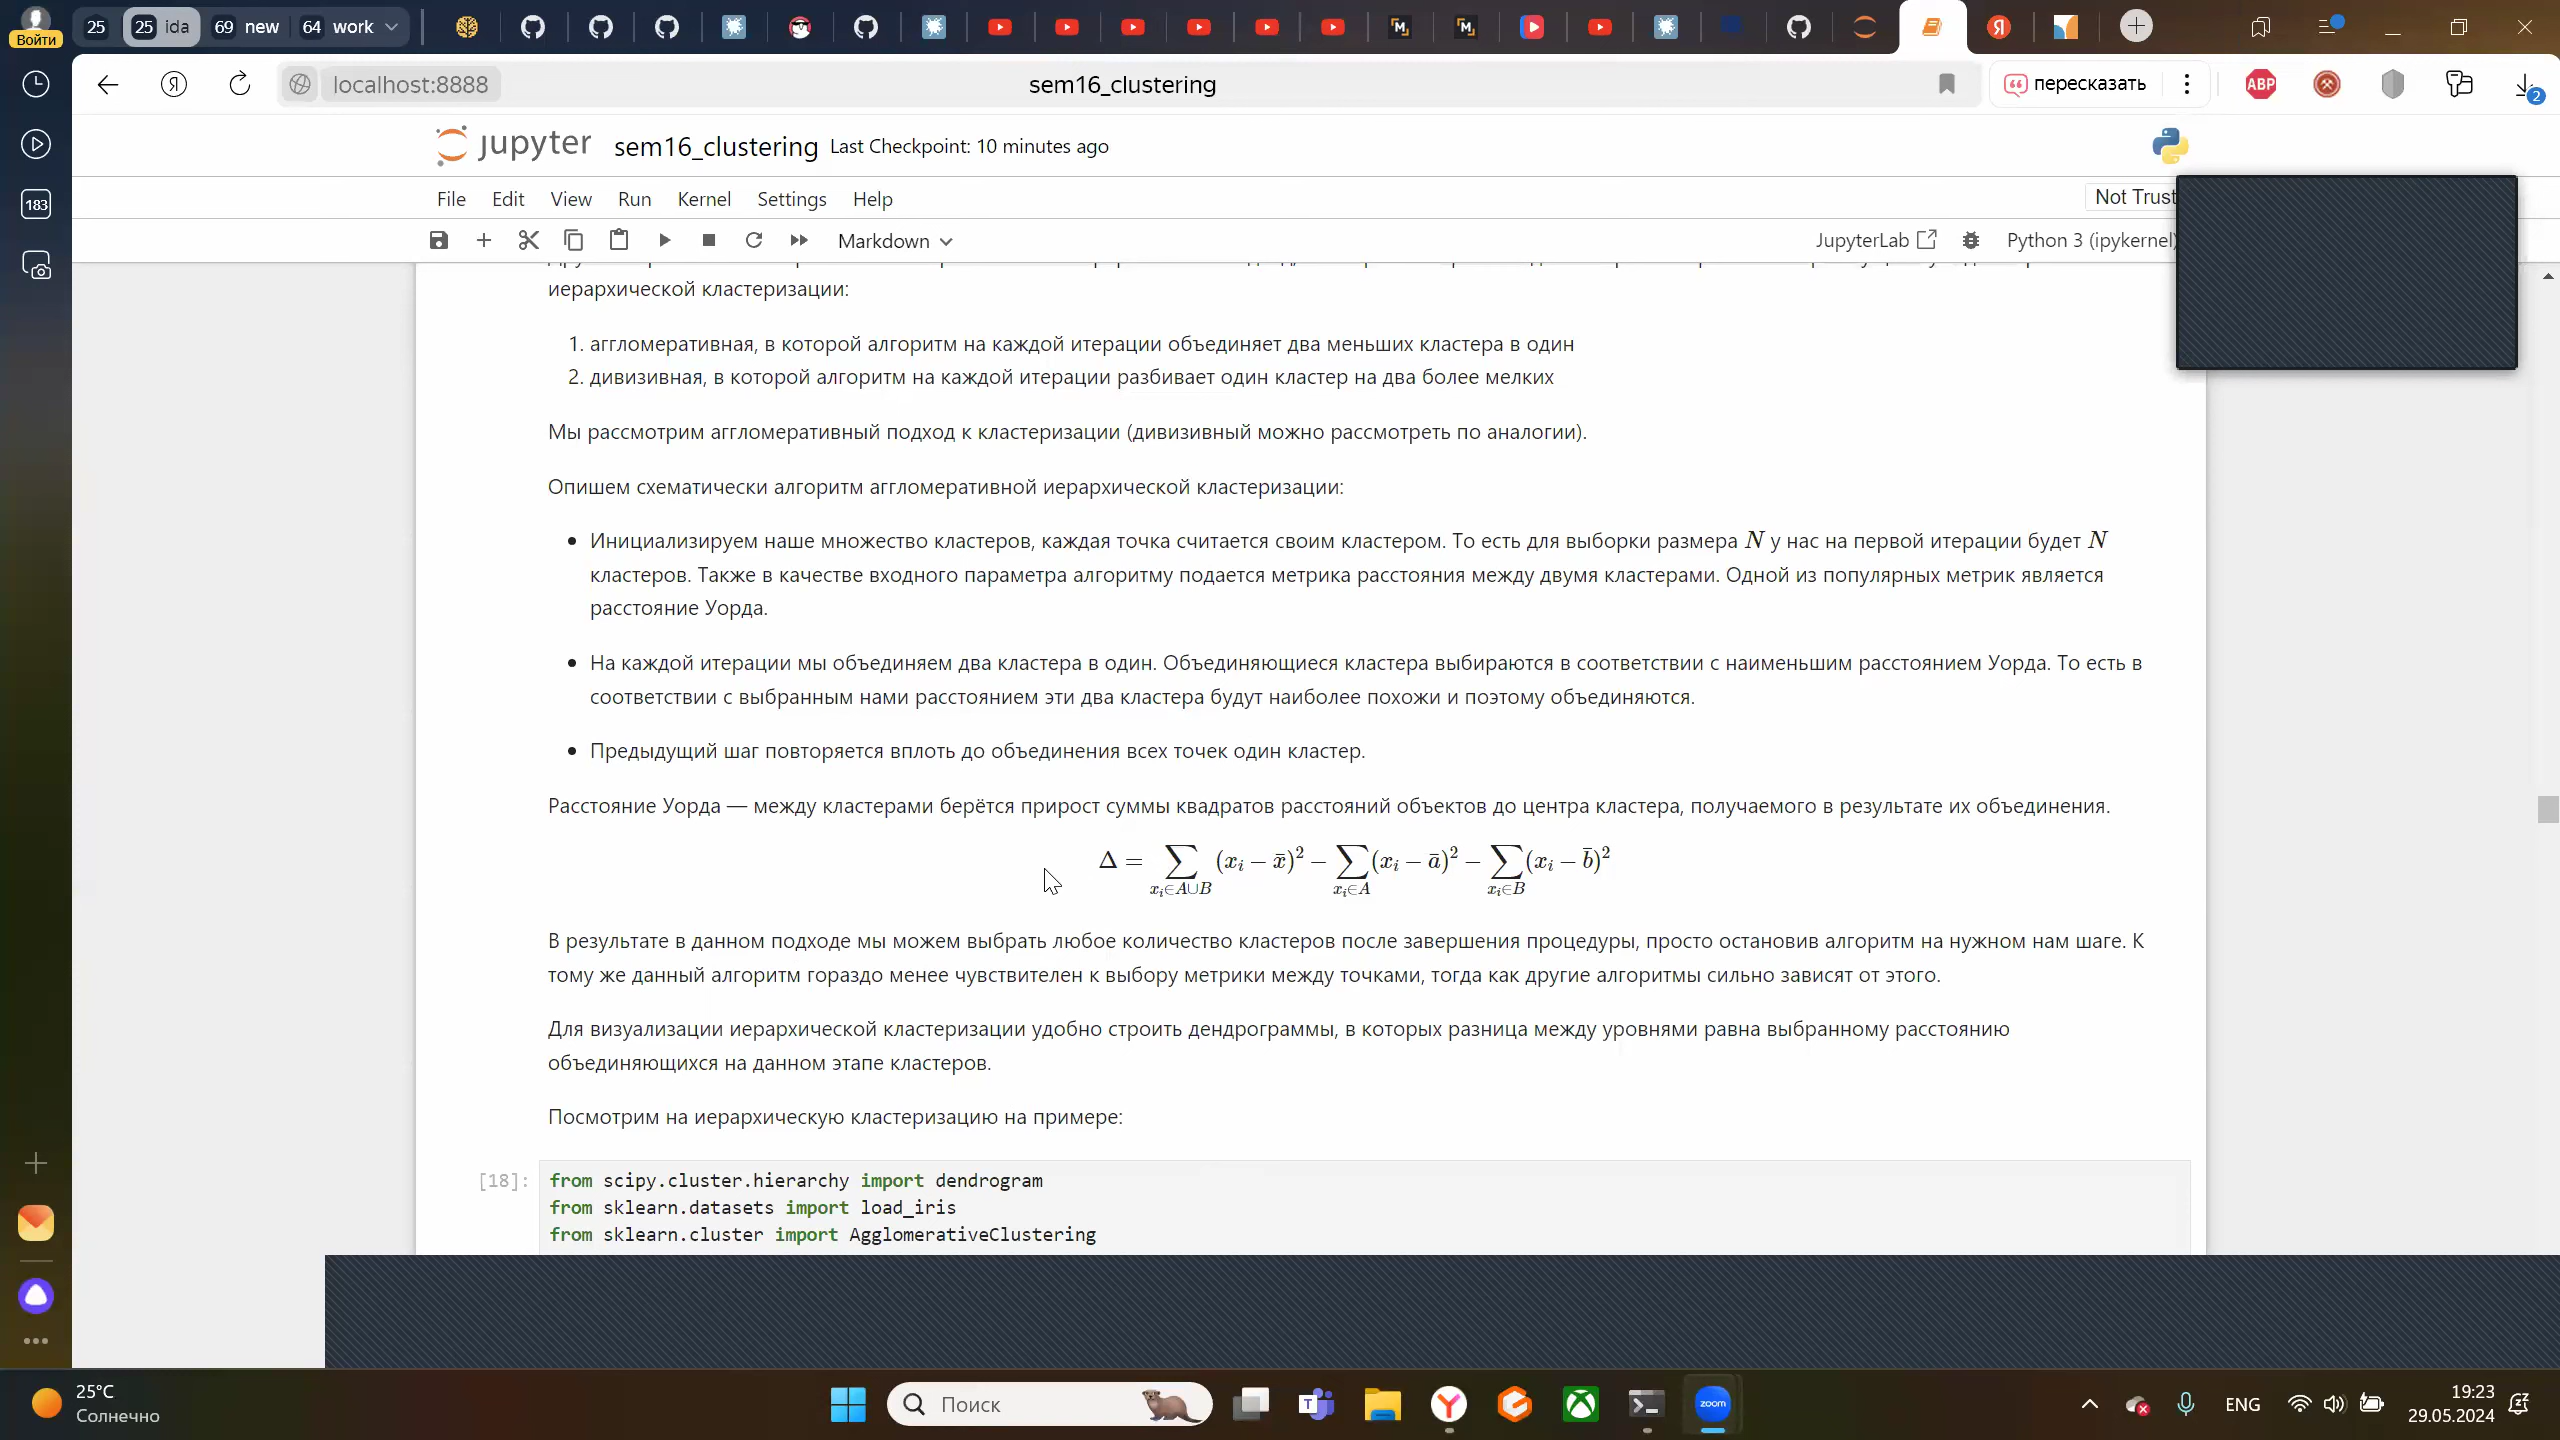 Войти
25
25 ida
69 new
64 work
localhost:8888
sem16_clustering
пересказать
ABP
2
183
jupyter sem16_clustering Last Checkpoint: 10 minutes ago
File Edit View Run Kernel Settings Help
Not Trust
Markdown
JupyterLab
Python 3 (ipykernel)
иерархической кластеризации:
1. аггломеративная, в которой алгоритм на каждой итерации объединяет два меньших кластера в один
2. дивизивная, в которой алгоритм на каждой итерации разбивает один кластер на два более мелких
Мы рассмотрим аггломеративный подход к кластеризации (дивизивный можно рассмотреть по аналогии).
Опишем схематически алгоритм аггломеративной иерархической кластеризации:
• Инициализируем наше множество кластеров, каждая точка считается своим кластером. То есть для выборки размера N у нас на первой итерации будет N
кластеров. Также в качестве входного параметра алгоритму подается метрика расстояния между двумя кластерами. Одной из популярных метрик является
расстояние Уорда.
• На каждой итерации мы объединяем два кластера в один. Объединяющиеся кластера выбираются в соответствии с наименьшим расстоянием Уорда. То есть в
соответствии с выбранным нами расстоянием эти два кластера будут наиболее похожи и поэтому объединяются.
• Предыдущий шаг повторяется вплоть до объединения всех точек один кластер.
Расстояние Уорда — между кластерами берётся прирост суммы квадратов расстояний объектов до центра кластера, получаемого в результате их объединения.
Δ = ∑_{x_i∈A∪B} (x_i − x̄)² − ∑_{x_i∈A} (x_i − ā)² − ∑_{x_i∈B} (x_i − b̄)²
В результате в данном подходе мы можем выбрать любое количество кластеров после завершения процедуры, просто остановив алгоритм на нужном нам шаге. К
тому же данный алгоритм гораздо менее чувствителен к выбору метрики между точками, тогда как другие алгоритмы сильно зависят от этого.
Для визуализации иерархической кластеризации удобно строить дендрограммы, в которых разница между уровнями равна выбранному расстоянию
объединяющихся на данном этапе кластеров.
Посмотрим на иерархическую кластеризацию на примере:
[18]: from scipy.cluster.hierarchy import dendrogram
from sklearn.datasets import load_iris
from sklearn.cluster import AgglomerativeClustering
25°C
Солнечно
Поиск
zoom
ENG
19:23
29.05.2024